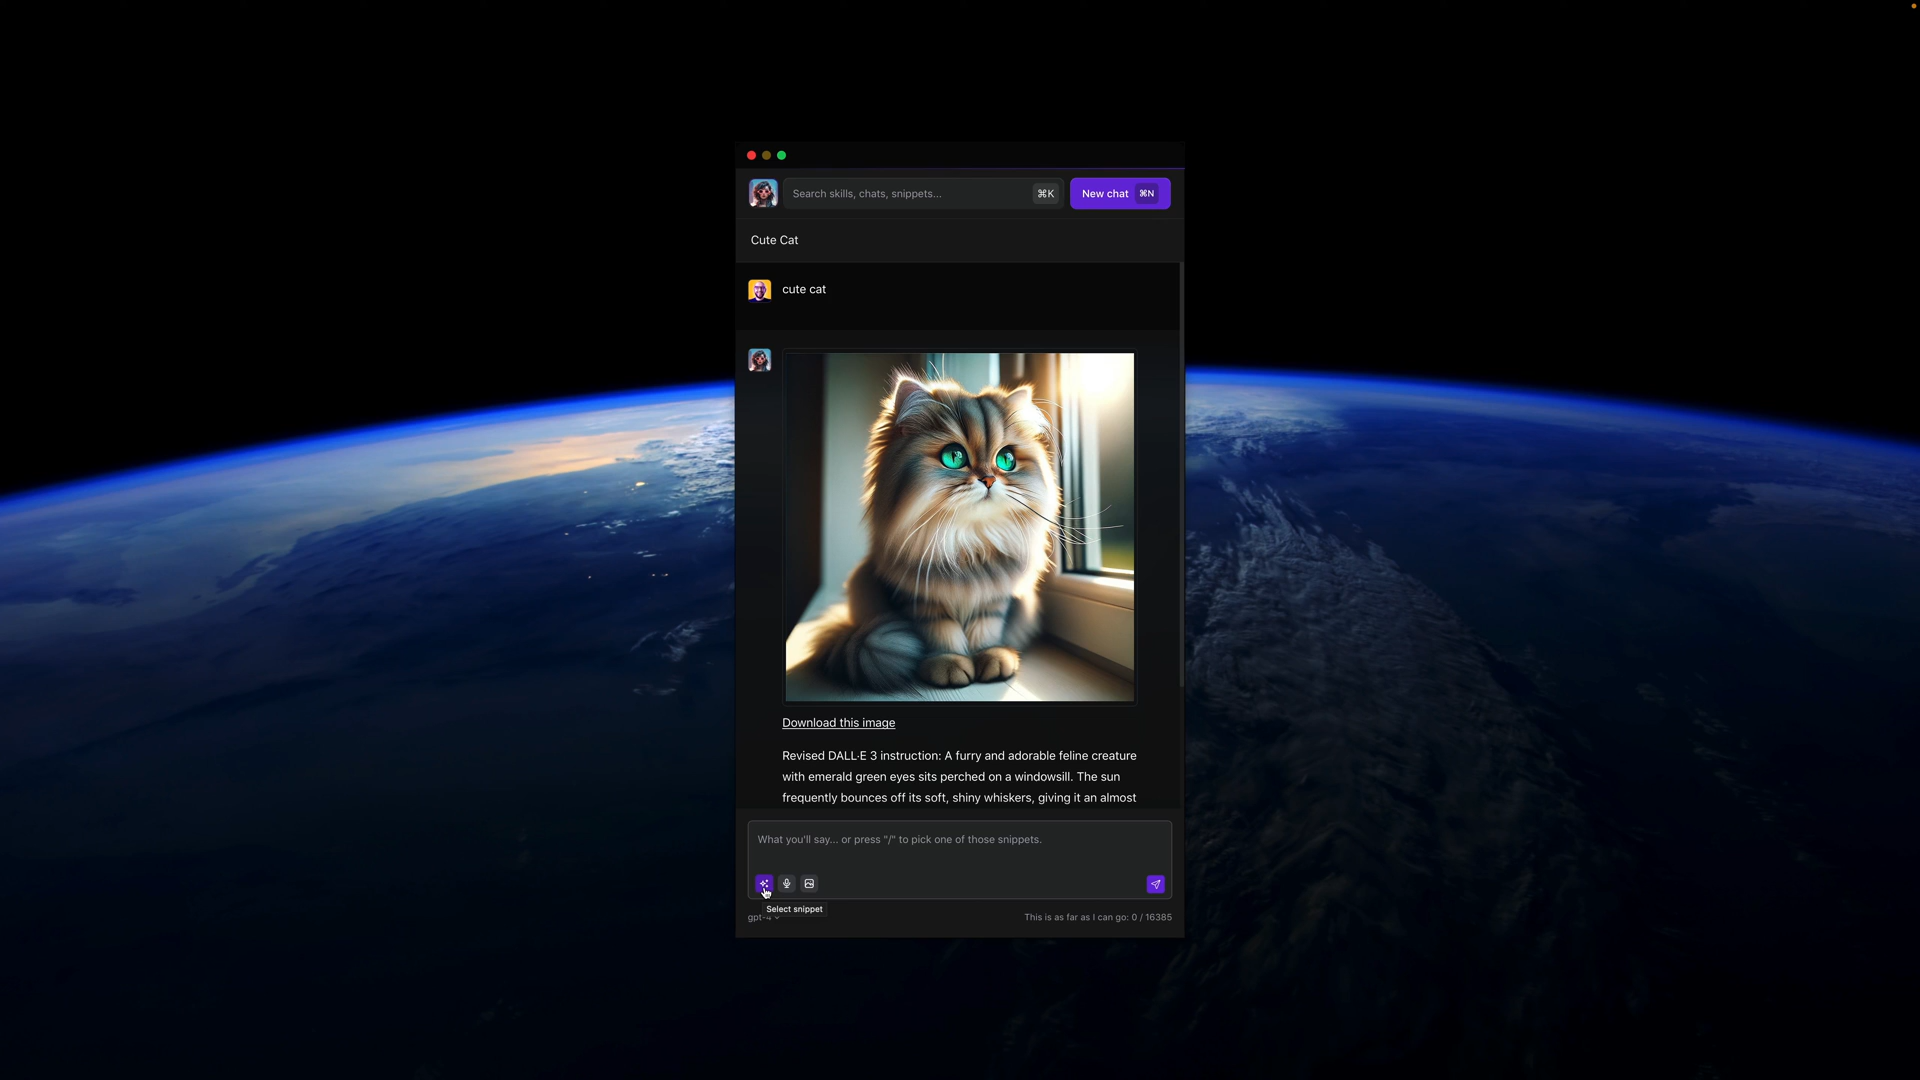 Search skills, chats, snippets...
⌘K
New chat ⌘N
Cute Cat
cute cat
Download this image
Revised DALL·E 3 instruction: A furry and adorable feline creature
with emerald green eyes sits perched on a windowsill. The sun
frequently bounces off its soft, shiny whiskers, giving it an almost
What you'll say... or press "/" to pick one of those snippets.
Select snippet
gpt-4
This is as far as I can go: 0 / 16385